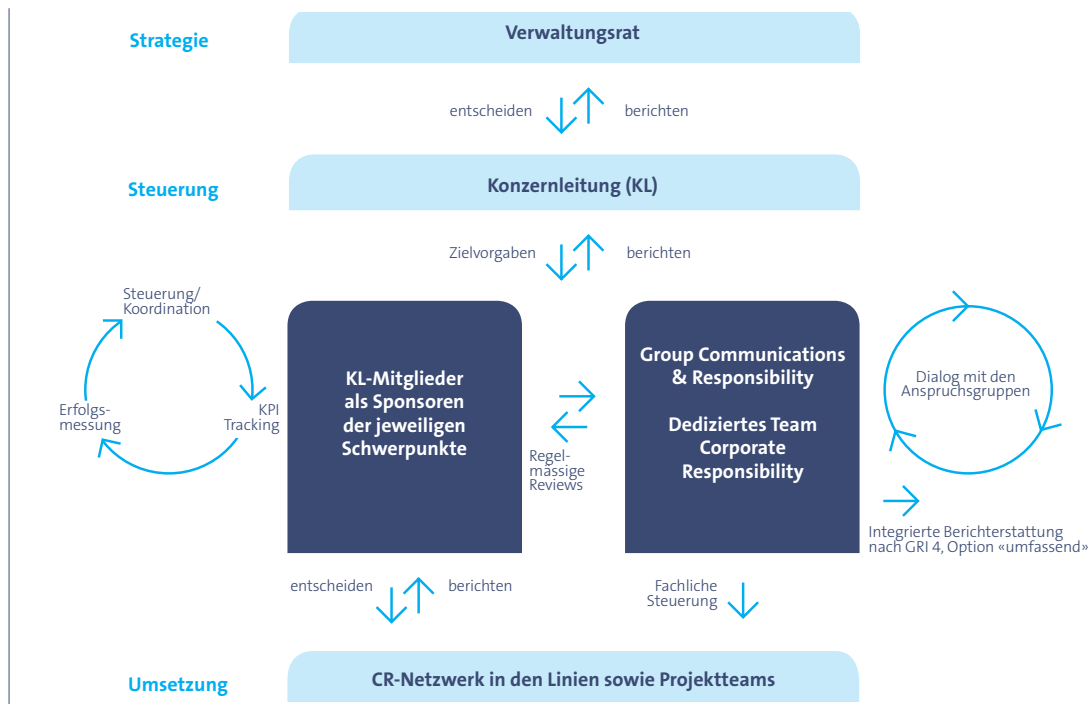 Strategie
Verwaltungsrat
entscheiden
berichten
Steuerung
Konzernleitung (KL)
Zielvorgaben
berichten
Steuerung/
Koordination
Erfolgs-
messung
KPI
Tracking
KL-Mitglieder
als Sponsoren
der jeweiligen
Schwerpunkte
Regel-
mässige
Reviews
Group Communications
& Responsibility
Dediziertes Team
Corporate
Responsibility
Dialog mit den
Anspruchsgruppen
Integrierte Berichterstattung
nach GRI 4, Option «umfassend»
entscheiden
berichten
Fachliche
Steuerung
Umsetzung
CR-Netzwerk in den Linien sowie Projektteams